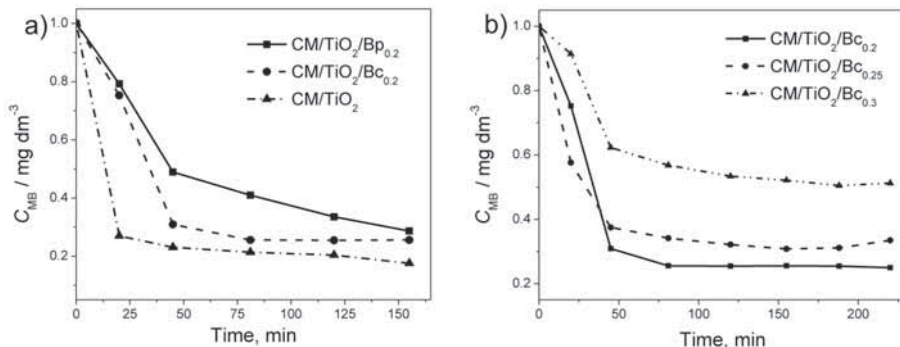 a)
1.0
0.8
0.6
0.4
0.2
C_MB / mg dm⁻³
CM/TiO₂/Bp₀.₂
CM/TiO₂/Bc₀.₂
CM/TiO₂
0 25 50 75 100 125 150
Time, min
b)
1.0
0.8
0.6
0.4
0.2
C_MB / mg dm⁻³
CM/TiO₂/Bc₀.₂
CM/TiO₂/Bc₀.₂₅
CM/TiO₂/Bc₀.₃
0 50 100 150 200
Time, min